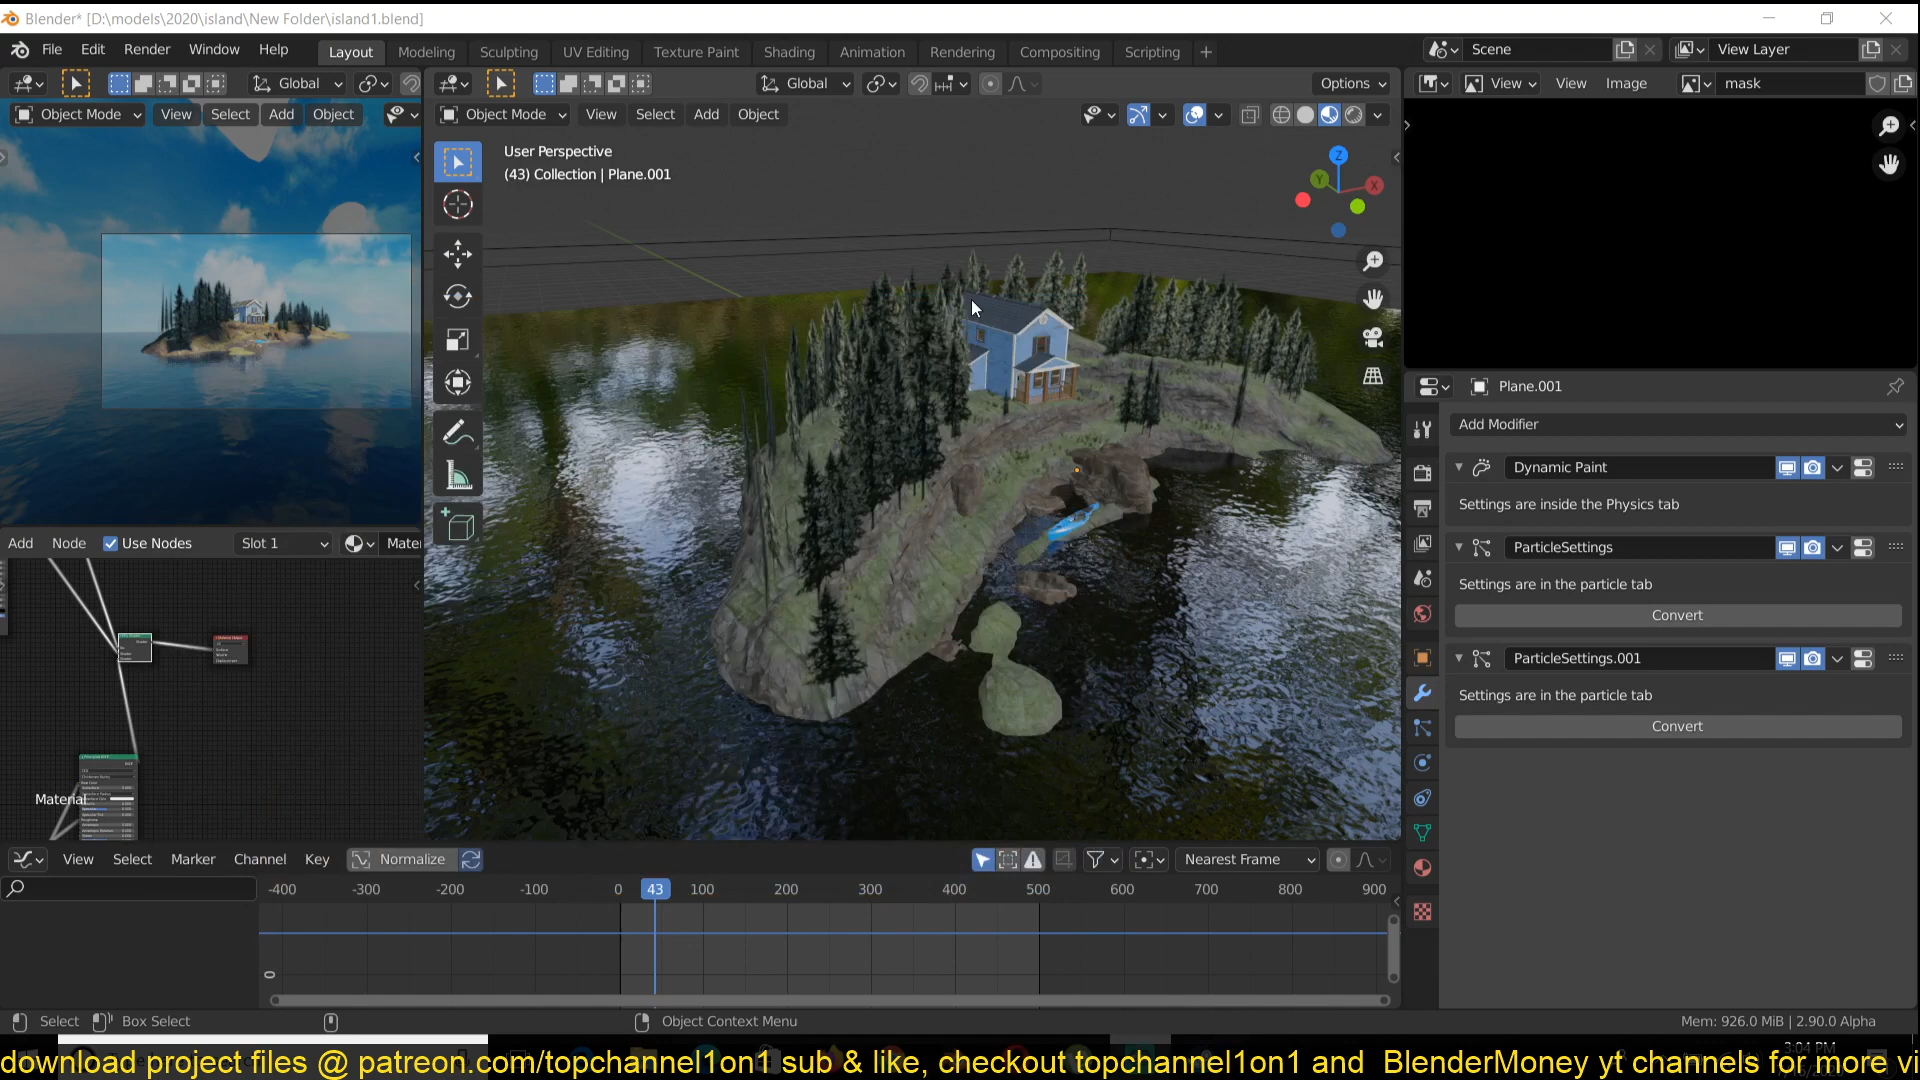 Blender* [D:\models\2020\island\New Folder\island1.blend]
File Edit Render Window Help Layout Modeling Sculpting UV Editing Texture Paint Shading Animation Rendering Compositing Scripting + Scene View Layer
Global Global Options View View Image mask
Object Mode View Select Add Object Object Mode View Select Add Object
User Perspective
(43) Collection | Plane.001
Z
Y
X
Plane.001
Add Modifier
Dynamic Paint
Settings are inside the Physics tab
ParticleSettings
Settings are in the particle tab
Convert
ParticleSettings.001
Settings are in the particle tab
Convert
Add Node Use Nodes Slot 1 Mater
Material
View Select Marker Channel Key Normalize Nearest Frame
-400 -300 -200 -100 0 43 100 200 300 400 500 600 700 800 900
0
Select Box Select Object Context Menu Mem: 926.0 MiB | 2.90.0 Alpha
3:04 PM
download project files @ patreon.com/topchannel1on1 sub & like, checkout topchannel1on1 and BlenderMoney yt channels for more vi